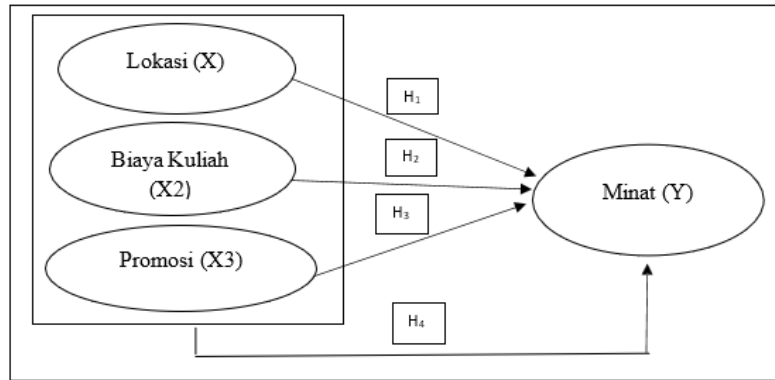 Lokasi (X)
H₁
Biaya Kuliah
(X2)
H₂
Minat (Y)
H₃
Promosi (X3)
H₄